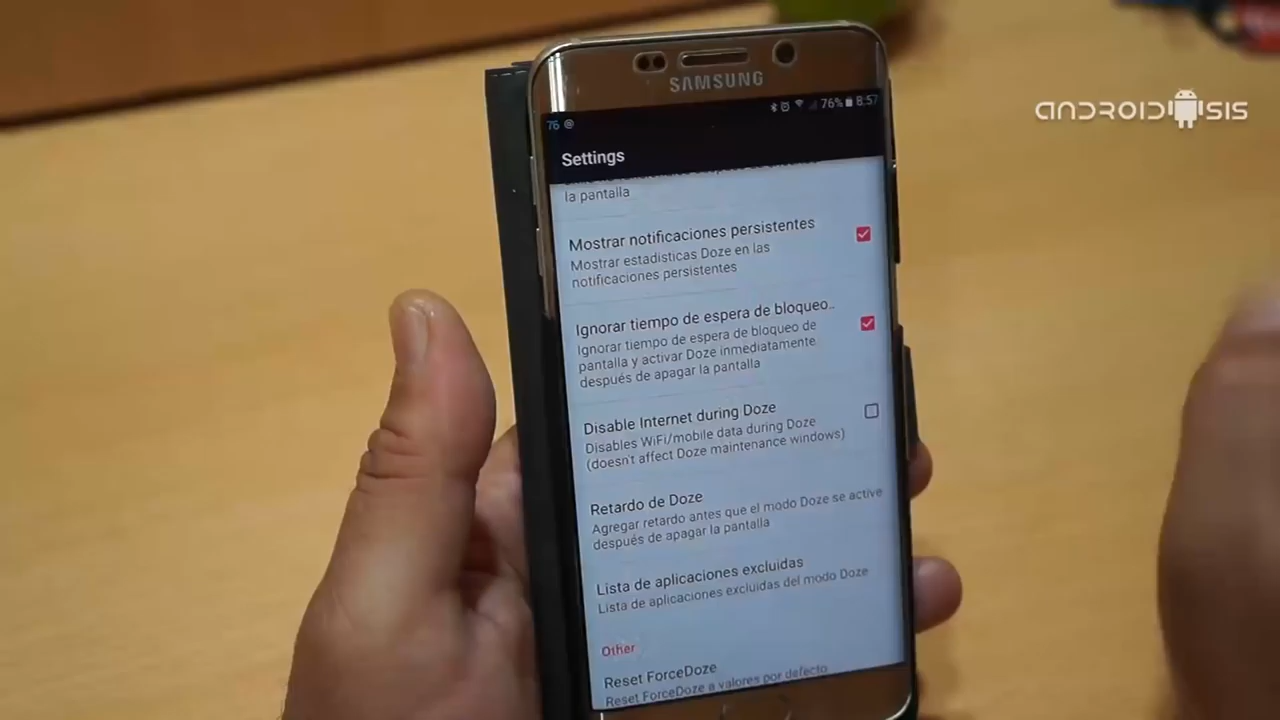 SAMSUNG
76% 8:57
76
ANDROIDSIS
Settings
la pantalla
Mostrar notificaciones persistentes
Mostrar estadísticas Doze en las
notificaciones persistentes
Ignorar tiempo de espera de bloqueo..
Ignorar tiempo de espera de bloqueo de
pantalla y activar Doze inmediatamente
después de apagar la pantalla
Disable Internet during Doze
Disables WiFi/mobile data during Doze
(doesn't affect Doze maintenance windows)
Retardo de Doze
Agregar retardo antes que el modo Doze se active
después de apagar la pantalla
Lista de aplicaciones excluidas
Lista de aplicaciones excluidas del modo Doze
Other
Reset ForceDoze
Reset ForceDoze a valores por defecto